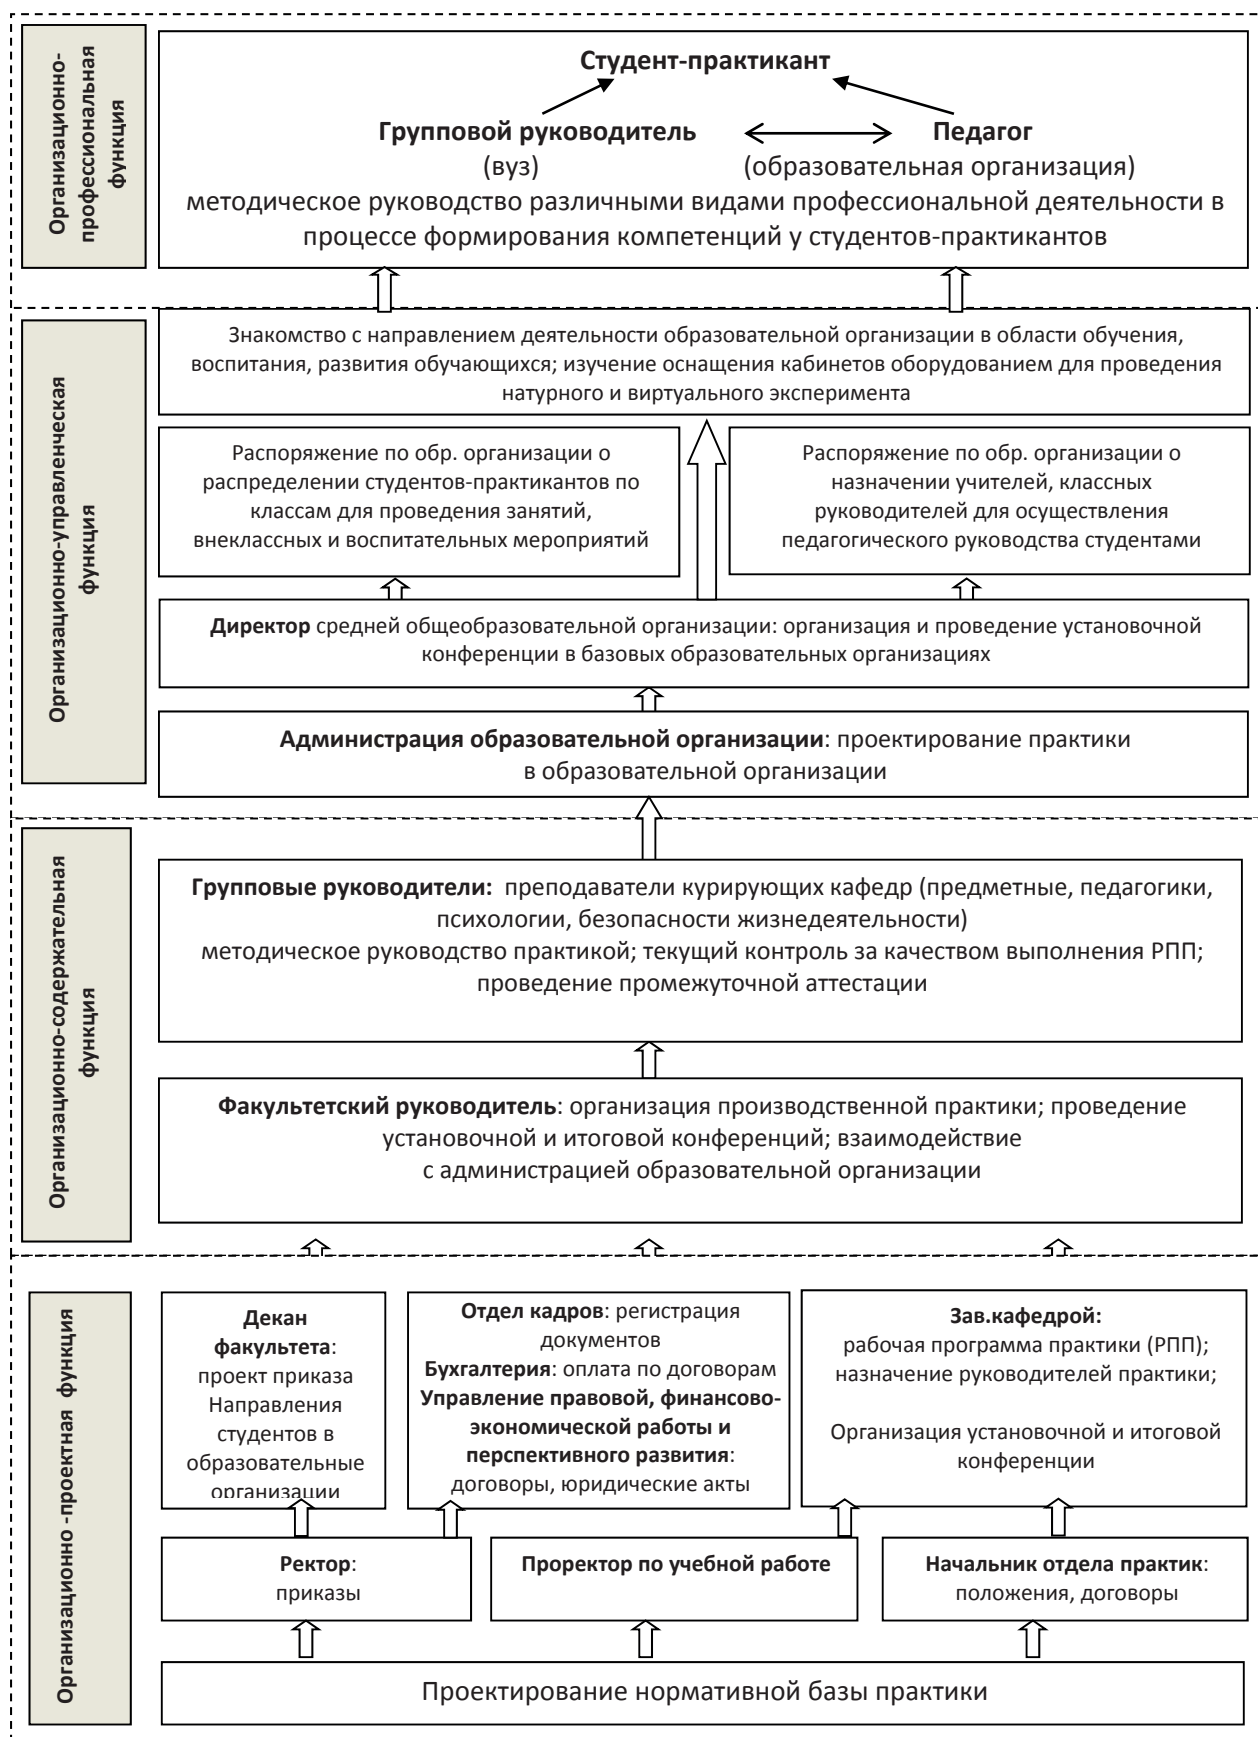 Организационно-
профессиональная
функция
Студент-практикант
Групповой руководитель
Педагог
(вуз)
(образовательная организация)
методическое руководство различными видами профессиональной деятельности в
процессе формирования компетенций у студентов-практикантов
Организационно-управленческая
функция
Знакомство с направлением деятельности образовательной организации в области обучения,
воспитания, развития обучающихся; изучение оснащения кабинетов оборудованием для проведения
натурного и виртуального эксперимента
Распоряжение по обр. организации о
распределении студентов-практикантов по
классам для проведения занятий,
внеклассных и воспитательных мероприятий
Распоряжение по обр. организации о
назначении учителей, классных
руководителей для осуществления
педагогического руководства студентами
Директор средней общеобразовательной организации: организация и проведение установочной
конференции в базовых образовательных организациях
Администрация образовательной организации: проектирование практики
в образовательной организации
Организационно-содержательная
функция
Групповые руководители: преподаватели курирующих кафедр (предметные, педагогики,
психологии, безопасности жизнедеятельности)
методическое руководство практикой; текущий контроль за качеством выполнения РПП;
проведение промежуточной аттестации
Факультетский руководитель: организация производственной практики; проведение
установочной и итоговой конференций; взаимодействие
с администрацией образовательной организации
Организационно -проектная функция
Декан
факультета:
проект приказа
Направления
студентов в
образовательные
организации
Отдел кадров: регистрация
документов
Бухгалтерия: оплата по договорам
Управление правовой, финансово-
экономической работы и
перспективного развития:
договоры, юридические акты
Зав.кафедрой:
рабочая программа практики (РПП);
назначение руководителей практики;
Организация установочной и итоговой
конференции
Ректор:
приказы
Проректор по учебной работе
Начальник отдела практик:
положения, договоры
Проектирование нормативной базы практики